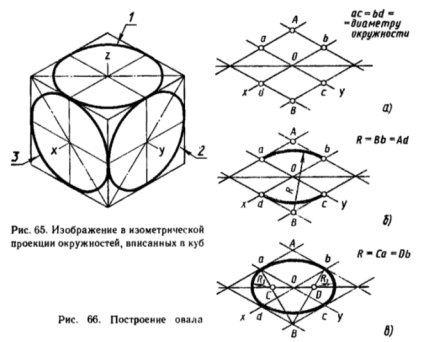 1
z
x
y
3
2
Рис. 65. Изображение в изометрической
проекции окружностей, вписанных в куб
Рис. 66. Построение овала
ac = bd =
= диаметру
окружности
A
a
b
O
x
d
c
y
B
а)
R = Bb = Ad
A
a
b
O
R
x
d
c
y
B
б)
R = Ca = Db
A
a
b
R₁
O
R₁
C
D
x
d
c
y
B
в)